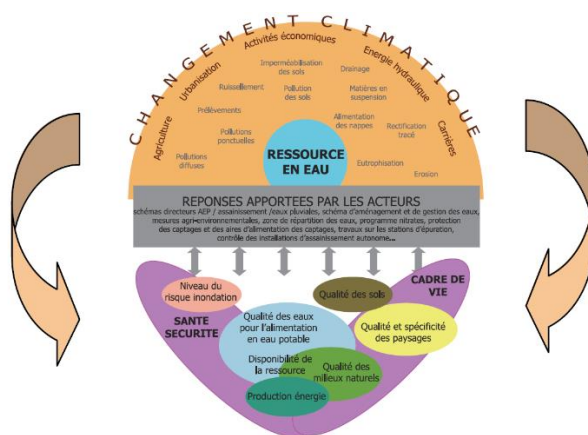 CHANGEMENT CLIMATIQUE
Agriculture
Urbanisation
Activités économiques
Energie hydraulique
Carrières
Imperméabilisation
des sols
Drainage
Ruissellement
Pollution
des sols
Matières en
suspension
Prélèvements
Alimentation
des nappes
Rectification
tracé
Pollutions
ponctuelles
Pollutions
diffuses
Eutrophisation
Erosion
RESSOURCE
EN EAU
REPONSES APPORTEES PAR LES ACTEURS
schémas directeurs AEP / assainissement /eaux pluviales, schéma d'aménagement et de gestion des eaux,
mesures agri-environnementales, zone de répartition des eaux, programme nitrates, protection
des captages et des aires d'alimentation des captages, travaux sur les stations d'épuration,
contrôle des installations d'assainissement autonome...
Niveau du
risque inondation
SANTE
SECURITE
Qualité des sols
CADRE DE
VIE
Qualité des eaux
pour l'alimentation
en eau potable
Qualité et spécificité
des paysages
Disponibilité de
la ressource
Qualité des
milieux naturels
Production énergie